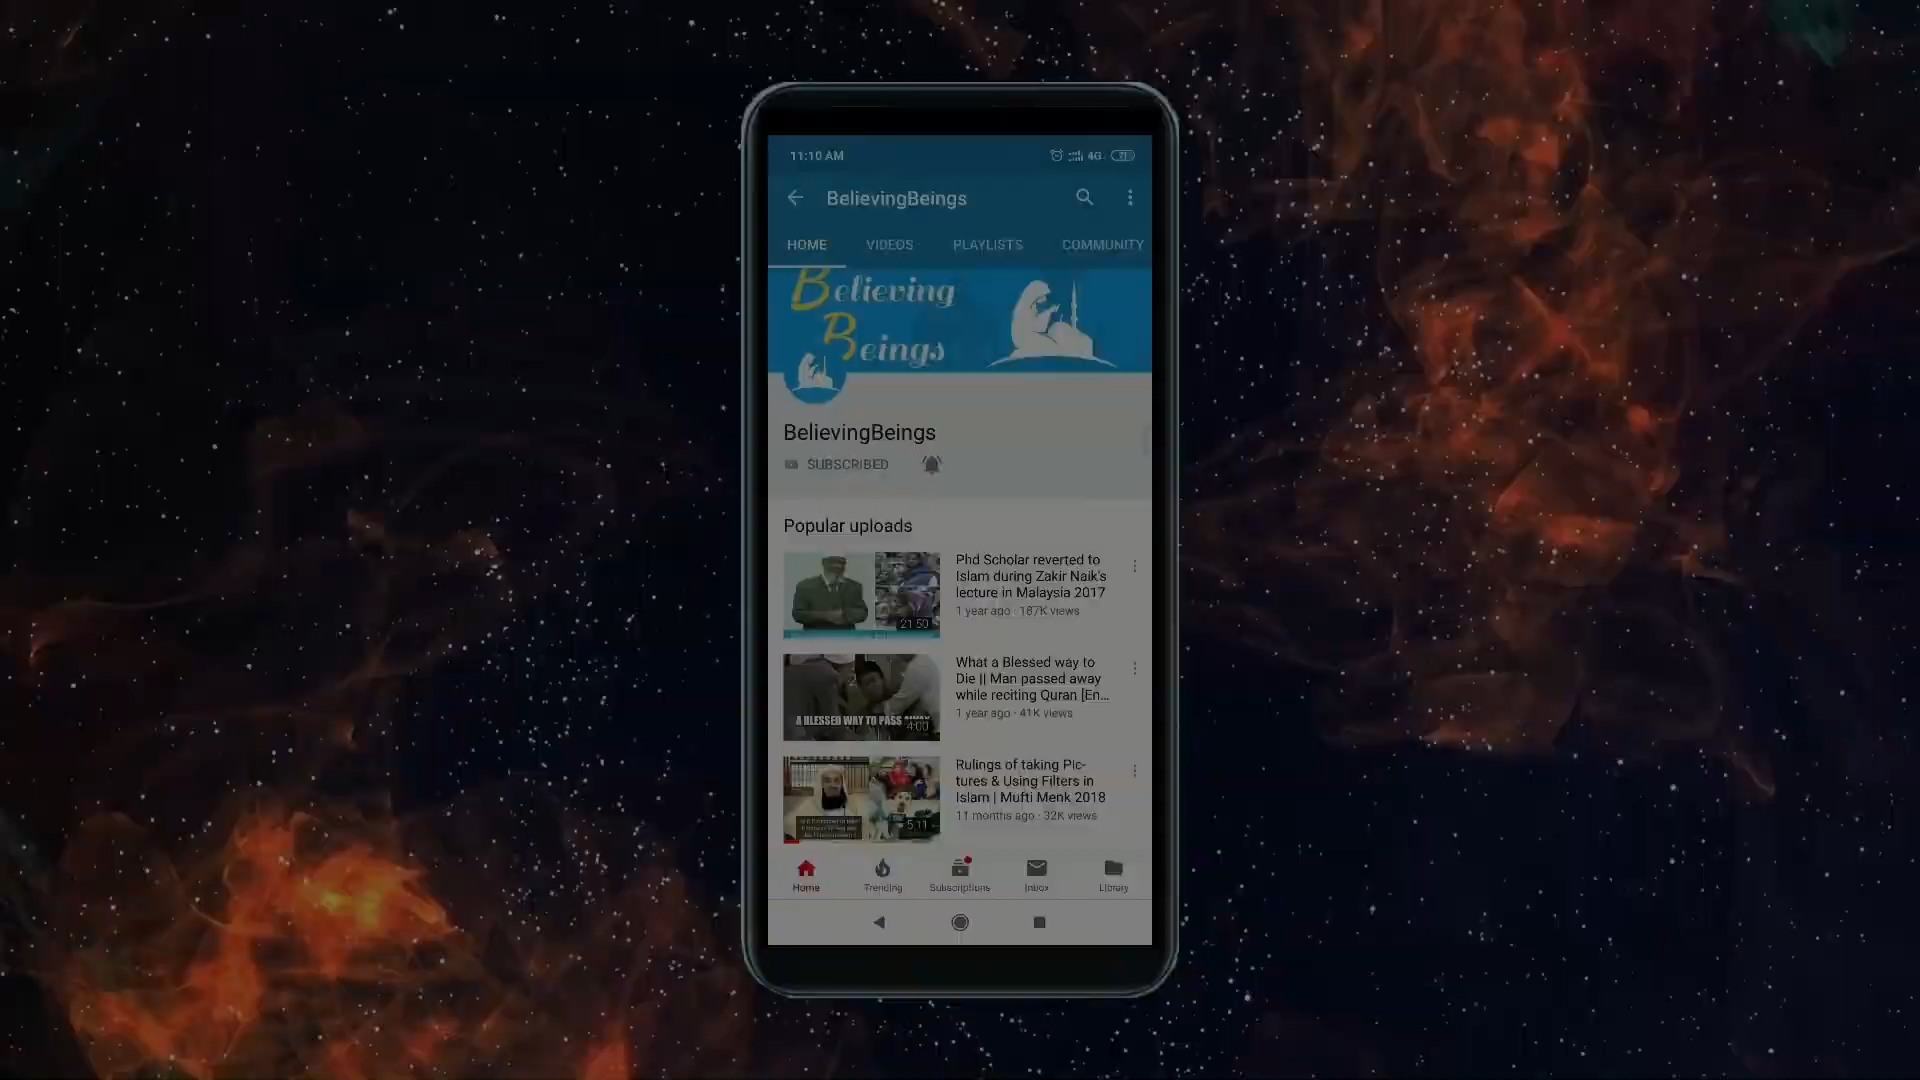 11:10 AM
4G
BelievingBeings
HOME
VIDEOS
PLAYLISTS
COMMUNITY
Believing
Beings
BelievingBeings
SUBSCRIBED
Popular uploads
Phd Scholar reverted to
Islam during Zakir Naik's
lecture in Malaysia 2017
1 year ago · 187K views
21:50
What a Blessed way to
Die || Man passed away
while reciting Quran [En...
1 year ago · 41K views
A BLESSED WAY TO PASS
4:00
Rulings of taking Pic-
tures & Using Filters in
Islam | Mufti Menk 2018
11 months ago · 32K views
5:11
Home
Trending
Subscriptions
Inbox
Library